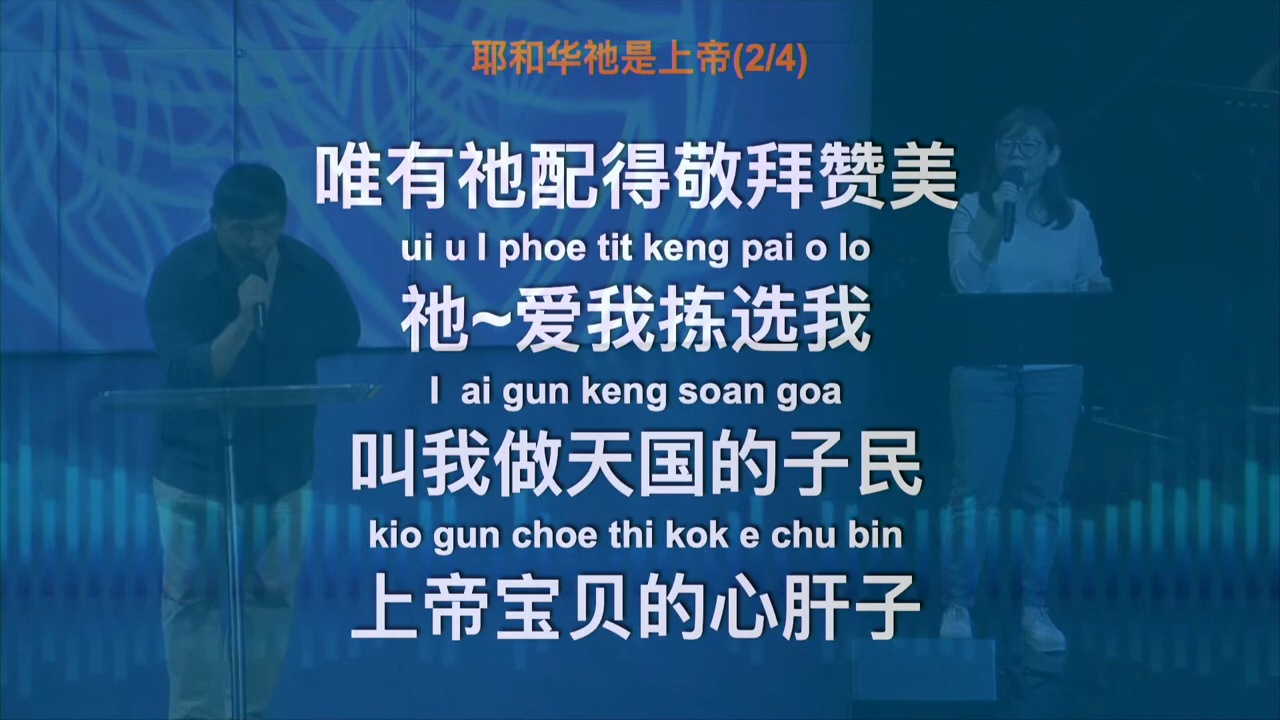 耶和华祂是上帝(2/4)
唯有祂配得敬拜赞美
ui u I phoe tit keng pai o lo
祂~爱我拣选我
I  ai gun keng soan goa
叫我做天国的子民
kio gun choe thi kok e chu bin
上帝宝贝的心肝子